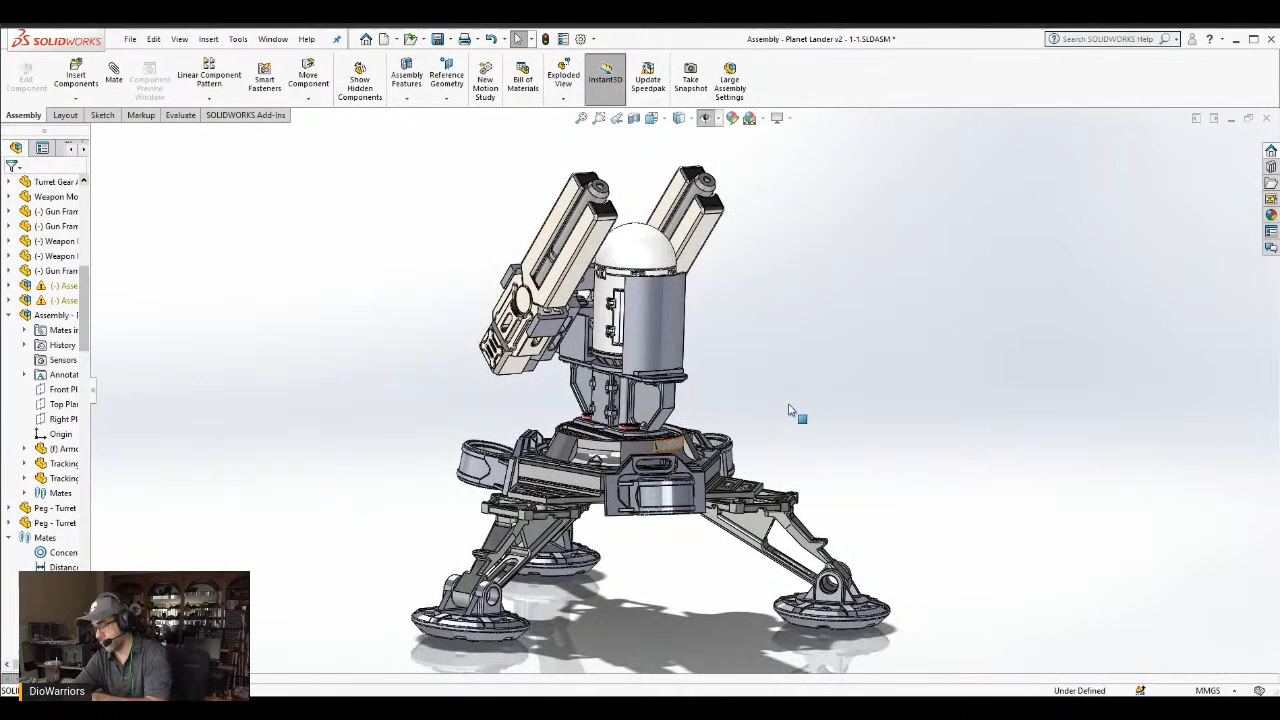 SOLIDWORKS File Edit View Insert Tools Window Help Assembly - Planet Lander v2 - 1-1.SLDASM * Search SOLIDWORKS Help ?
Edit Component
Insert Components
Mate
Component Preview Window
Linear Component Pattern
Smart Fasteners
Move Component
Show Hidden Components
Assembly Features
Reference Geometry
New Motion Study
Bill of Materials
Exploded View
Instant3D
Update Speedpak
Take Snapshot
Large Assembly Settings
Assembly Layout Sketch Markup Evaluate SOLIDWORKS Add-Ins
Turret Gear
Weapon Mo
(-) Gun Fram
(-) Gun Fram
(-) Weapon
(-) Weapon
(-) Gun Fram
(-) Asse
(-) Asse
Assembly -
Mates in
History
Sensors
Annotat
Front Pl
Top Plan
Right Pl
Origin
(f) Armo
Tracking
Tracking
Mates
Peg - Turret
Peg - Turret
Mates
Concen
Distanc
DioWarriors
SOLI
Under Defined MMGS